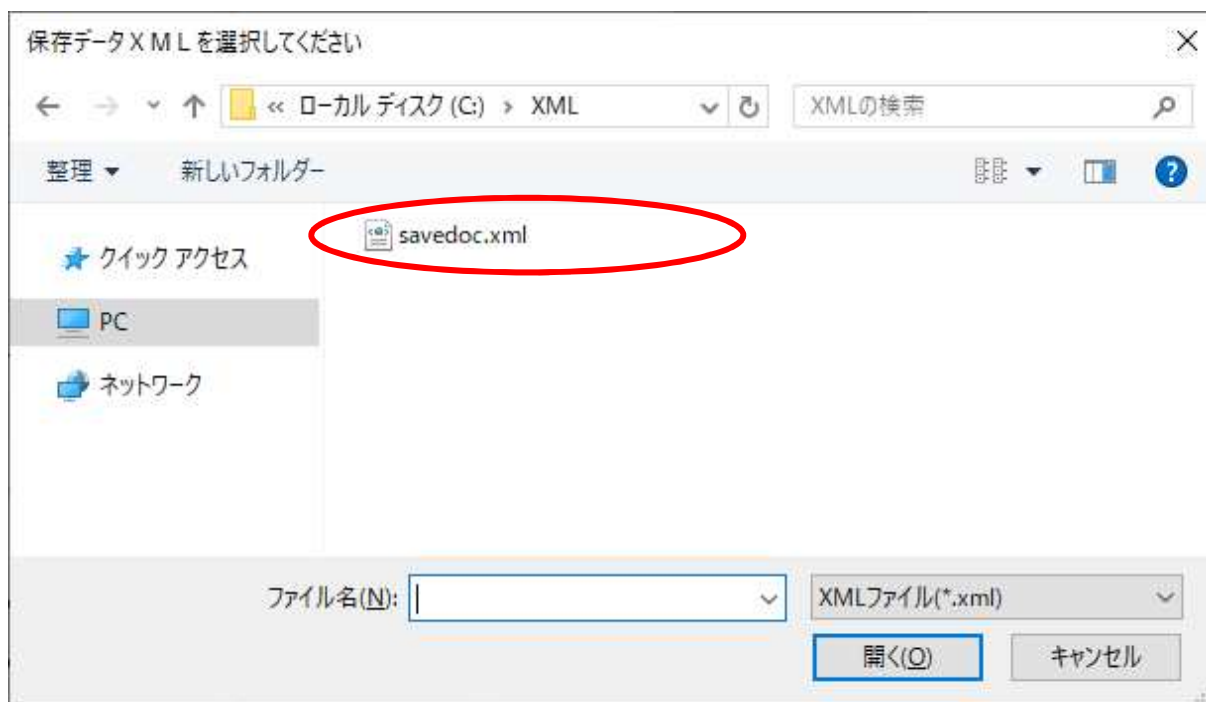 保存データＸＭＬを選択してください
« ローカル ディスク (C:) › XML
XMLの検索
整理
新しいフォルダー
savedoc.xml
クイック アクセス
PC
ネットワーク
ファイル名(N):
XMLファイル(*.xml)
開く(O)
キャンセル